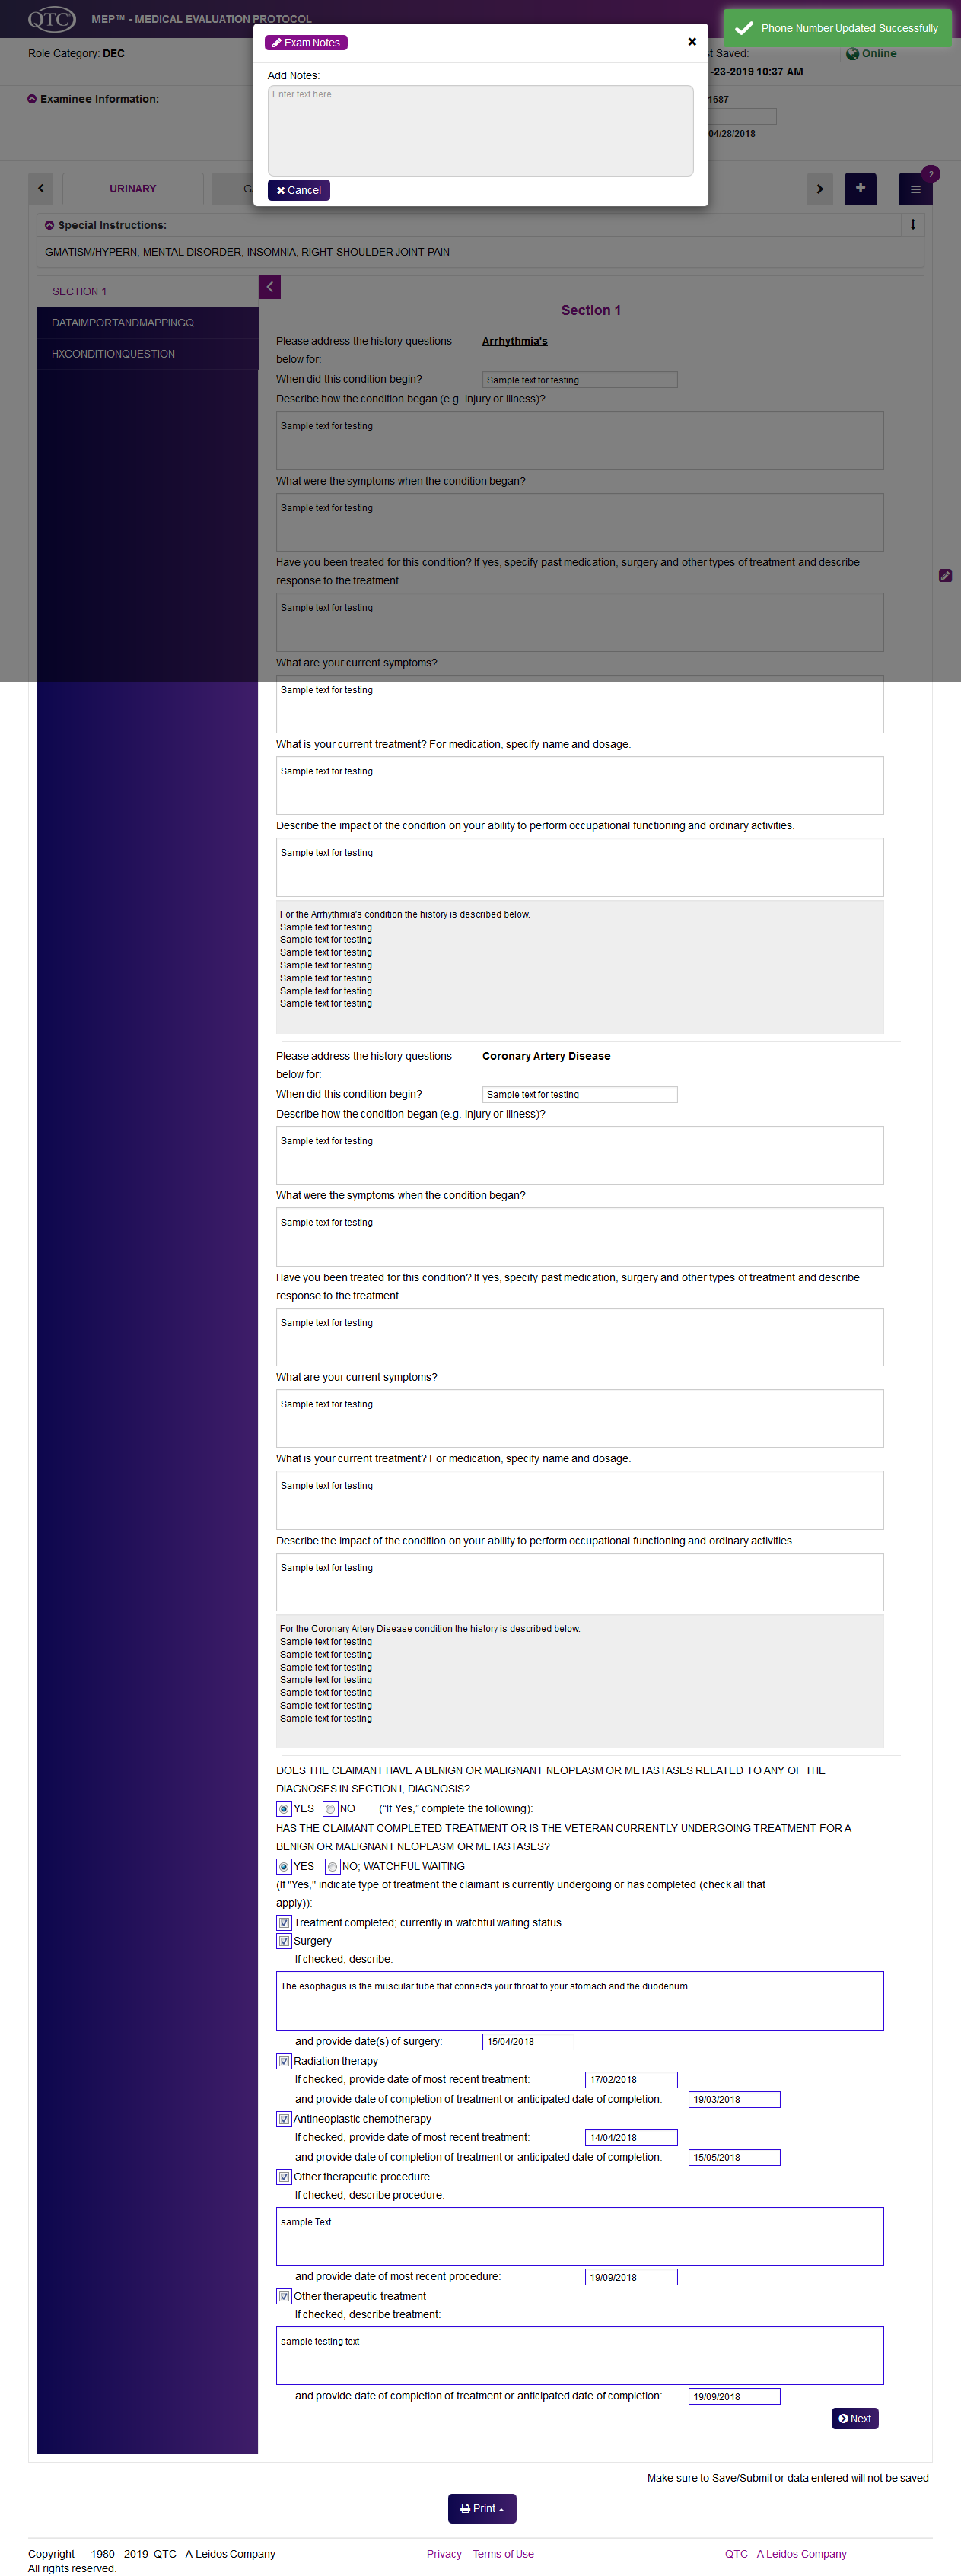 QTC MEP™ - MEDICAL EVALUATION PROTOCOL
Exam Notes
Phone Number Updated Successfully
Role Category: DEC
st Saved:
-23-2019 10:37 AM
Online
Add Notes:
Enter text here...
Examinee Information:
1687
04/28/2018
Cancel
URINARY
GA
2
Special Instructions:
GMATISM/HYPERN, MENTAL DISORDER, INSOMNIA, RIGHT SHOULDER JOINT PAIN
SECTION 1
DATAIMPORTANDMAPPINGQ
HXCONDITIONQUESTION
Section 1
Please address the history questions below for: Arrhythmia's
When did this condition begin? Sample text for testing
Describe how the condition began (e.g. injury or illness)?
Sample text for testing
What were the symptoms when the condition began?
Sample text for testing
Have you been treated for this condition? If yes, specify past medication, surgery and other types of treatment and describe
response to the treatment.
Sample text for testing
What are your current symptoms?
Sample text for testing
What is your current treatment? For medication, specify name and dosage.
Sample text for testing
Describe the impact of the condition on your ability to perform occupational functioning and ordinary activities.
Sample text for testing
For the Arrhythmia's condition the history is described below.
Sample text for testing
Sample text for testing
Sample text for testing
Sample text for testing
Sample text for testing
Sample text for testing
Sample text for testing
Please address the history questions below for: Coronary Artery Disease
When did this condition begin? Sample text for testing
Describe how the condition began (e.g. injury or illness)?
Sample text for testing
What were the symptoms when the condition began?
Sample text for testing
Have you been treated for this condition? If yes, specify past medication, surgery and other types of treatment and describe
response to the treatment.
Sample text for testing
What are your current symptoms?
Sample text for testing
What is your current treatment? For medication, specify name and dosage.
Sample text for testing
Describe the impact of the condition on your ability to perform occupational functioning and ordinary activities.
Sample text for testing
For the Coronary Artery Disease condition the history is described below.
Sample text for testing
Sample text for testing
Sample text for testing
Sample text for testing
Sample text for testing
Sample text for testing
Sample text for testing
DOES THE CLAIMANT HAVE A BENIGN OR MALIGNANT NEOPLASM OR METASTASES RELATED TO ANY OF THE
DIAGNOSES IN SECTION I, DIAGNOSIS?
YES NO ("If Yes," complete the following):
HAS THE CLAIMANT COMPLETED TREATMENT OR IS THE VETERAN CURRENTLY UNDERGOING TREATMENT FOR A
BENIGN OR MALIGNANT NEOPLASM OR METASTASES?
YES NO; WATCHFUL WAITING
(If "Yes," indicate type of treatment the claimant is currently undergoing or has completed (check all that
apply)):
Treatment completed; currently in watchful waiting status
Surgery
If checked, describe:
The esophagus is the muscular tube that connects your throat to your stomach and the duodenum
and provide date(s) of surgery: 15/04/2018
Radiation therapy
If checked, provide date of most recent treatment: 17/02/2018
and provide date of completion of treatment or anticipated date of completion: 19/03/2018
Antineoplastic chemotherapy
If checked, provide date of most recent treatment: 14/04/2018
and provide date of completion of treatment or anticipated date of completion: 15/05/2018
Other therapeutic procedure
If checked, describe procedure:
sample Text
and provide date of most recent procedure: 19/09/2018
Other therapeutic treatment
If checked, describe treatment:
sample testing text
and provide date of completion of treatment or anticipated date of completion: 19/09/2018
Next
Make sure to Save/Submit or data entered will not be saved
Print
Copyright 1980 - 2019 QTC - A Leidos Company Privacy Terms of Use QTC - A Leidos Company
All rights reserved.